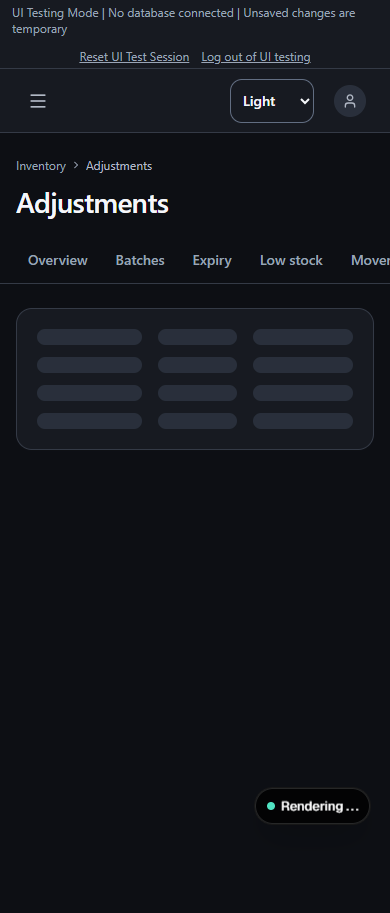 UI Testing Mode | No database connected | Unsaved changes are
temporary
Reset UI Test Session Log out of UI testing
Light
Inventory > Adjustments
Adjustments
Overview Batches Expiry Low stock Mover
Rendering ...